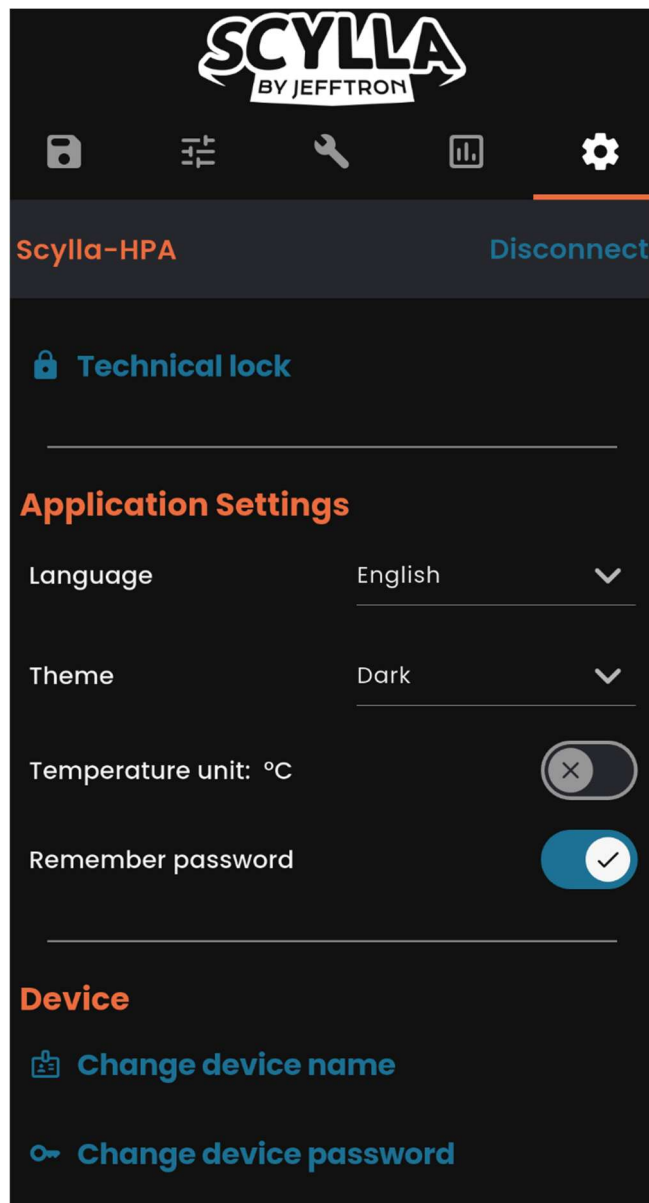 SCYLLA
BY JEFFTRON
Scylla-HPA Disconnect
Technical lock
Application Settings
Language English
Theme Dark
Temperature unit: °C
Remember password
Device
Change device name
Change device password